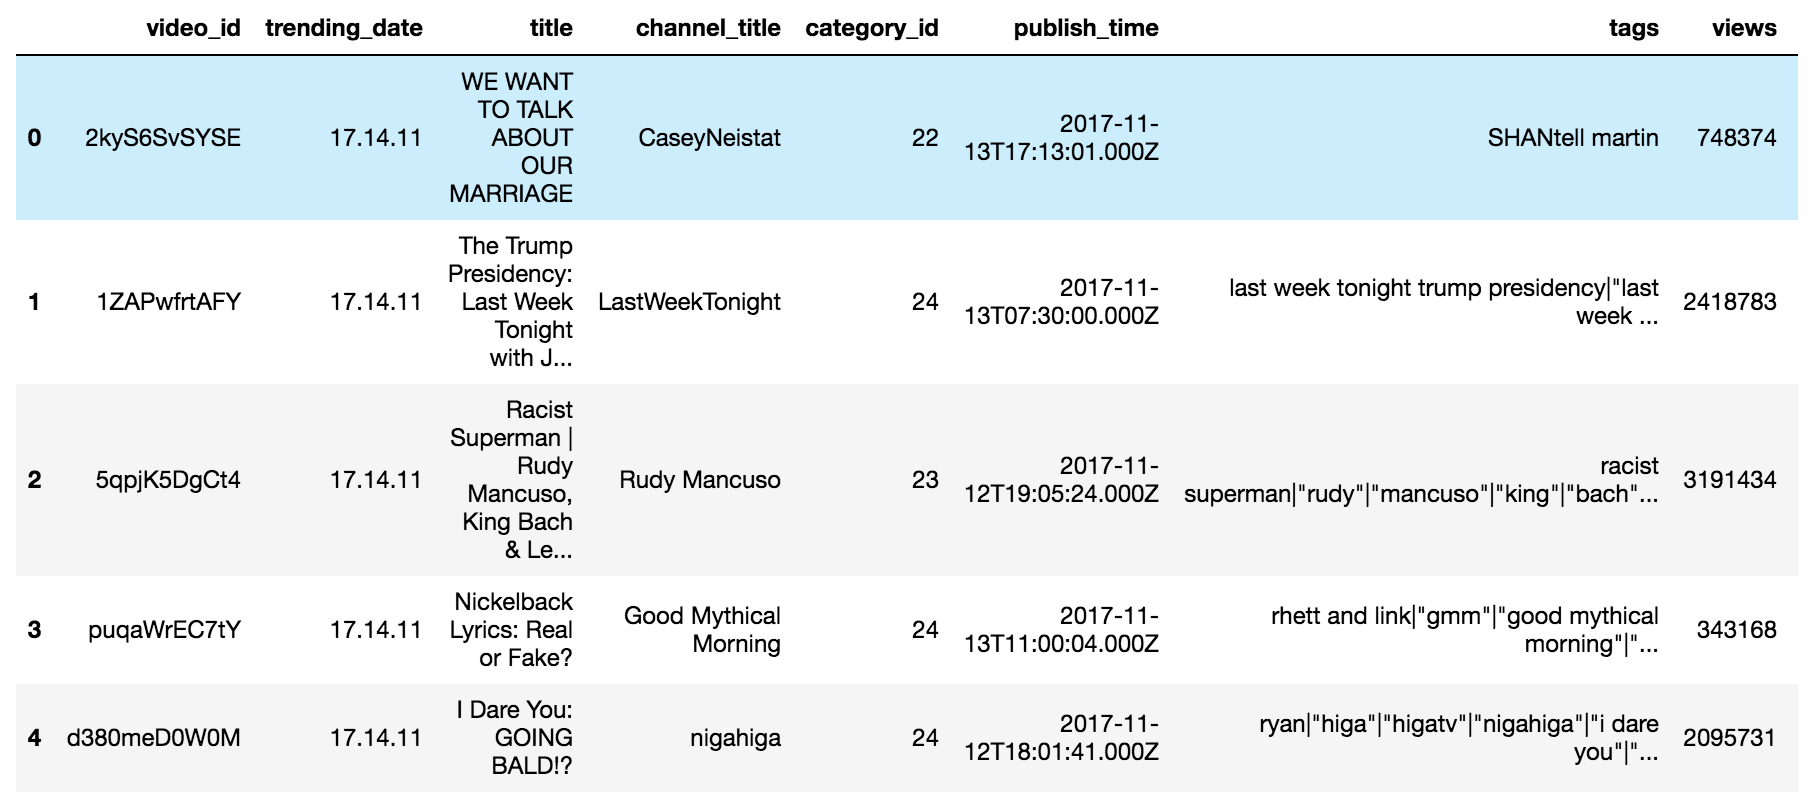 video_id trending_date title channel_title category_id publish_time tags views
WE WANT
TO TALK
ABOUT
OUR
MARRIAGE
0 2kyS6SvSYSE 17.14.11 CaseyNeistat 22 2017-11-
13T17:13:01.000Z SHANtell martin 748374
The Trump
Presidency:
Last Week
Tonight
with J...
1 1ZAPwfrtAFY 17.14.11 LastWeekTonight 24 2017-11-
13T07:30:00.000Z last week tonight trump presidency|"last
week ... 2418783
Racist
Superman |
Rudy
Mancuso,
King Bach
& Le...
2 5qpjK5DgCt4 17.14.11 Rudy Mancuso 23 2017-11-
12T19:05:24.000Z racist
superman|"rudy"|"mancuso"|"king"|"bach"... 3191434
Nickelback
Lyrics: Real
or Fake?
3 puqaWrEC7tY 17.14.11 Good Mythical
Morning 24 2017-11-
13T11:00:04.000Z rhett and link|"gmm"|"good mythical
morning"|"... 343168
I Dare You:
GOING
BALD!?
4 d380meD0W0M 17.14.11 nigahiga 24 2017-11-
12T18:01:41.000Z ryan|"higa"|"higatv"|"nigahiga"|"i dare
you"|"... 2095731